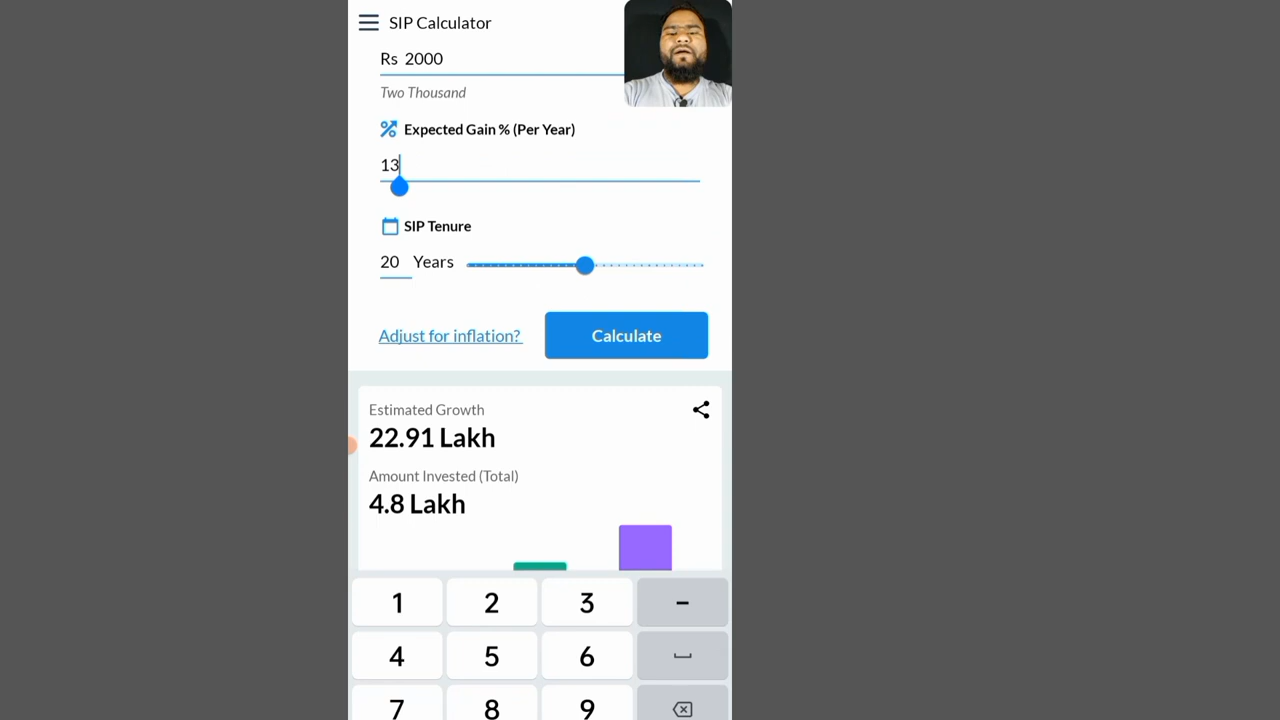 SIP Calculator
Rs 2000
Two Thousand
Expected Gain % (Per Year)
13
SIP Tenure
20 Years
Adjust for inflation?
Calculate
Estimated Growth
22.91 Lakh
Amount Invested (Total)
4.8 Lakh
1 2 3 -
4 5 6
7 8 9